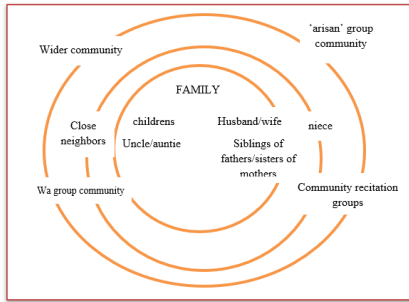 'arisan' group
community
Wider community
FAMILY
childrens
Husband/wife
Close
neighbors
niece
Uncle/auntie
Siblings of
fathers/sisters of
mothers
Wa group community
Community recitation
groups